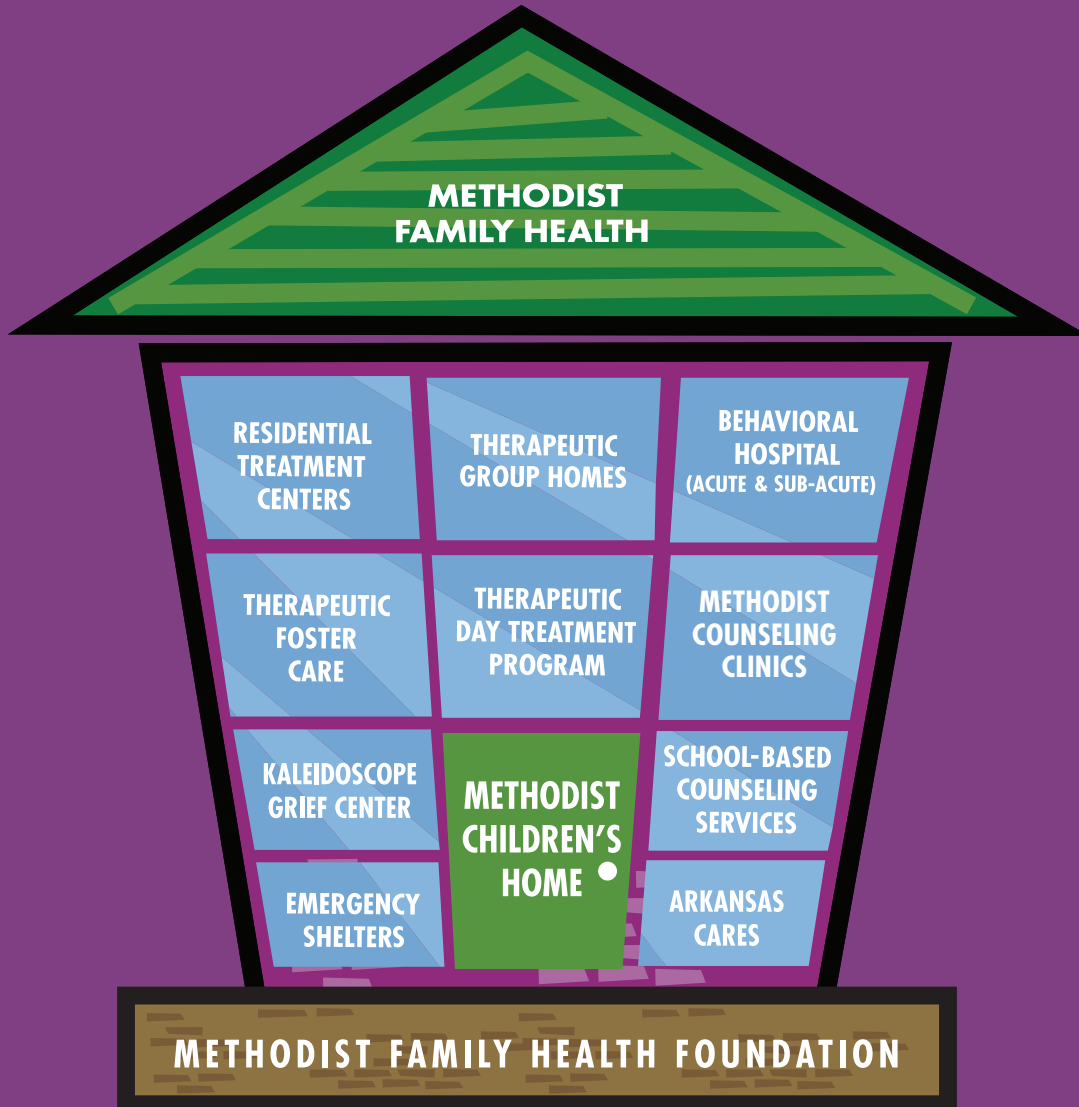 METHODIST
FAMILY HEALTH
RESIDENTIAL
TREATMENT
CENTERS
THERAPEUTIC
GROUP HOMES
BEHAVIORAL
HOSPITAL
(ACUTE & SUB-ACUTE)
THERAPEUTIC
FOSTER
CARE
THERAPEUTIC
DAY TREATMENT
PROGRAM
METHODIST
COUNSELING
CLINICS
KALEIDOSCOPE
GRIEF CENTER
METHODIST
CHILDREN'S
HOME
SCHOOL-BASED
COUNSELING
SERVICES
EMERGENCY
SHELTERS
ARKANSAS
CARES
METHODIST FAMILY HEALTH FOUNDATION